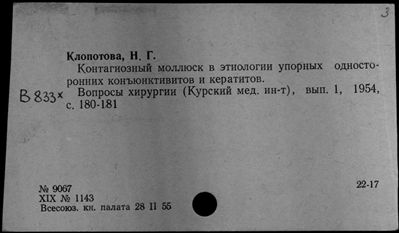 3
Клопотова, Н. Г.
Контагиозный моллюск в этиологии упорных односто-
ронних конъюнктивитов и кератитов.
В 833х Вопросы хирургии (Курский мед. ин-т), вып. 1, 1954,
с. 180-181
№ 9067 22-17
XIX № 1143
Всесоюз. кн. палата 28 II 55